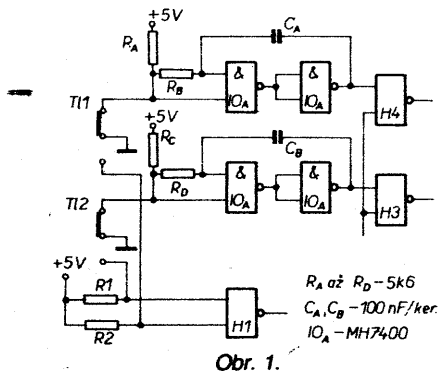 +5V
R_A
C_A
R_B
&
IO_A
&
IO_A
H4
Tl1
+5V
R_C
C_B
R_D
&
IO_A
&
IO_A
H3
Tl2
+5V
R1
R2
H1
R_A až R_D - 5k6
C_A, C_B - 100 nF/ker.
IO_A - MH7400
Obr. 1.